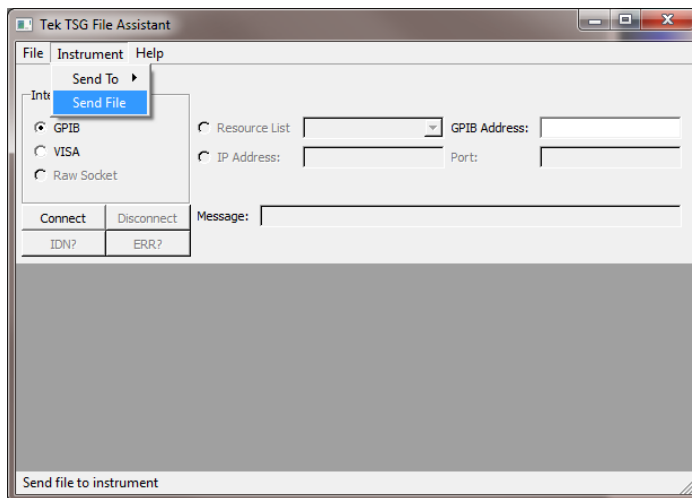 Tek TSG File Assistant
File Instrument Help
Send To
Send File
Inte
GPIB
VISA
Raw Socket
Resource List
GPIB Address:
IP Address:
Port:
Connect Disconnect
IDN? ERR?
Message:
Send file to instrument